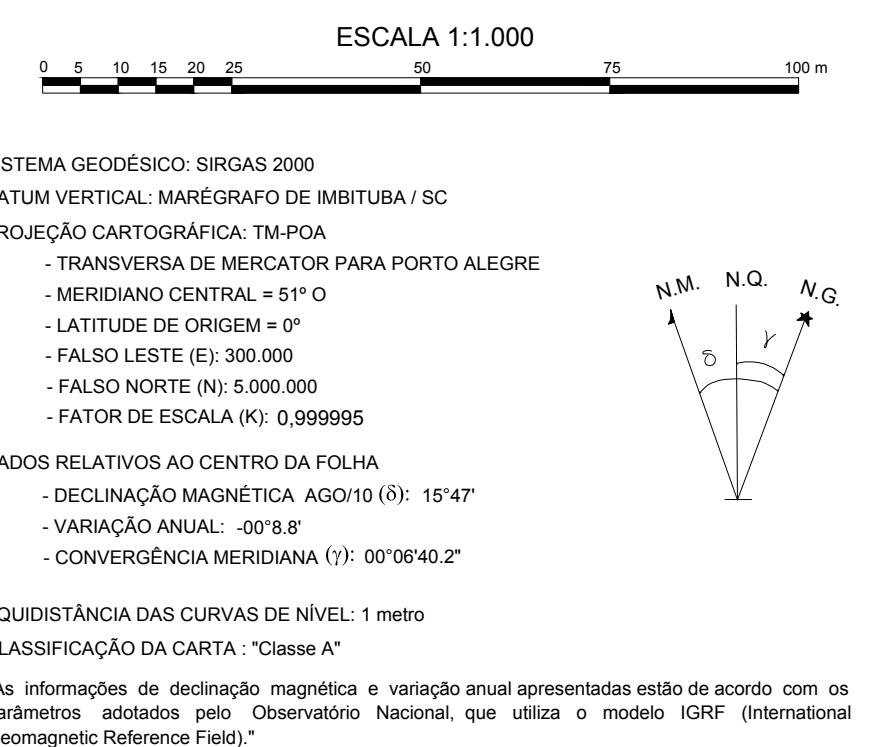 ESCALA 1:1.000
0 5 10 15 20 25 50 75 100 m
ISTEMA GEODÉSICO: SIRGAS 2000
ATUM VERTICAL: MARÉGRAFO DE IMBITUBA / SC
ROJEÇÃO CARTOGRÁFICA: TM-POA
- TRANSVERSA DE MERCATOR PARA PORTO ALEGRE
- MERIDIANO CENTRAL = 51º O
- LATITUDE DE ORIGEM = 0º
- FALSO LESTE (E): 300.000
- FALSO NORTE (N): 5.000.000
- FATOR DE ESCALA (K): 0,999995
N.M. N.Q. N.G.
δ γ
ADOS RELATIVOS AO CENTRO DA FOLHA
- DECLINAÇÃO MAGNÉTICA AGO/10 (δ): 15°47'
- VARIAÇÃO ANUAL: -00°8.8'
- CONVERGÊNCIA MERIDIANA (γ): 00°06'40.2"
QUIDISTÂNCIA DAS CURVAS DE NÍVEL: 1 metro
LASSIFICAÇÃO DA CARTA : "Classe A"
As informações de declinação magnética e variação anual apresentadas estão de acordo com os
arâmetros adotados pelo Observatório Nacional, que utiliza o modelo IGRF (International
eomagnetic Reference Field)."